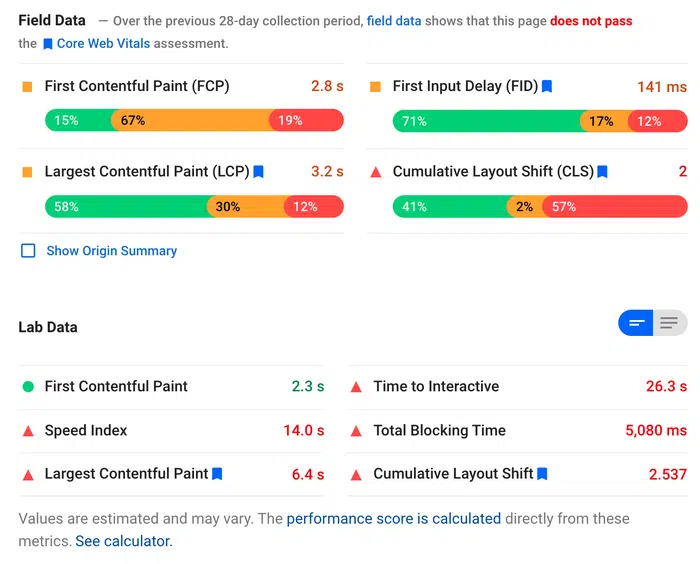 Field Data — Over the previous 28-day collection period, field data shows that this page does not pass
the Core Web Vitals assessment.
First Contentful Paint (FCP) 2.8 s
15% 67% 19%
First Input Delay (FID) 141 ms
71% 17% 12%
Largest Contentful Paint (LCP) 3.2 s
58% 30% 12%
Cumulative Layout Shift (CLS) 2
41% 2% 57%
Show Origin Summary
Lab Data
First Contentful Paint 2.3 s
Time to Interactive 26.3 s
Speed Index 14.0 s
Total Blocking Time 5,080 ms
Largest Contentful Paint 6.4 s
Cumulative Layout Shift 2.537
Values are estimated and may vary. The performance score is calculated directly from these
metrics. See calculator.